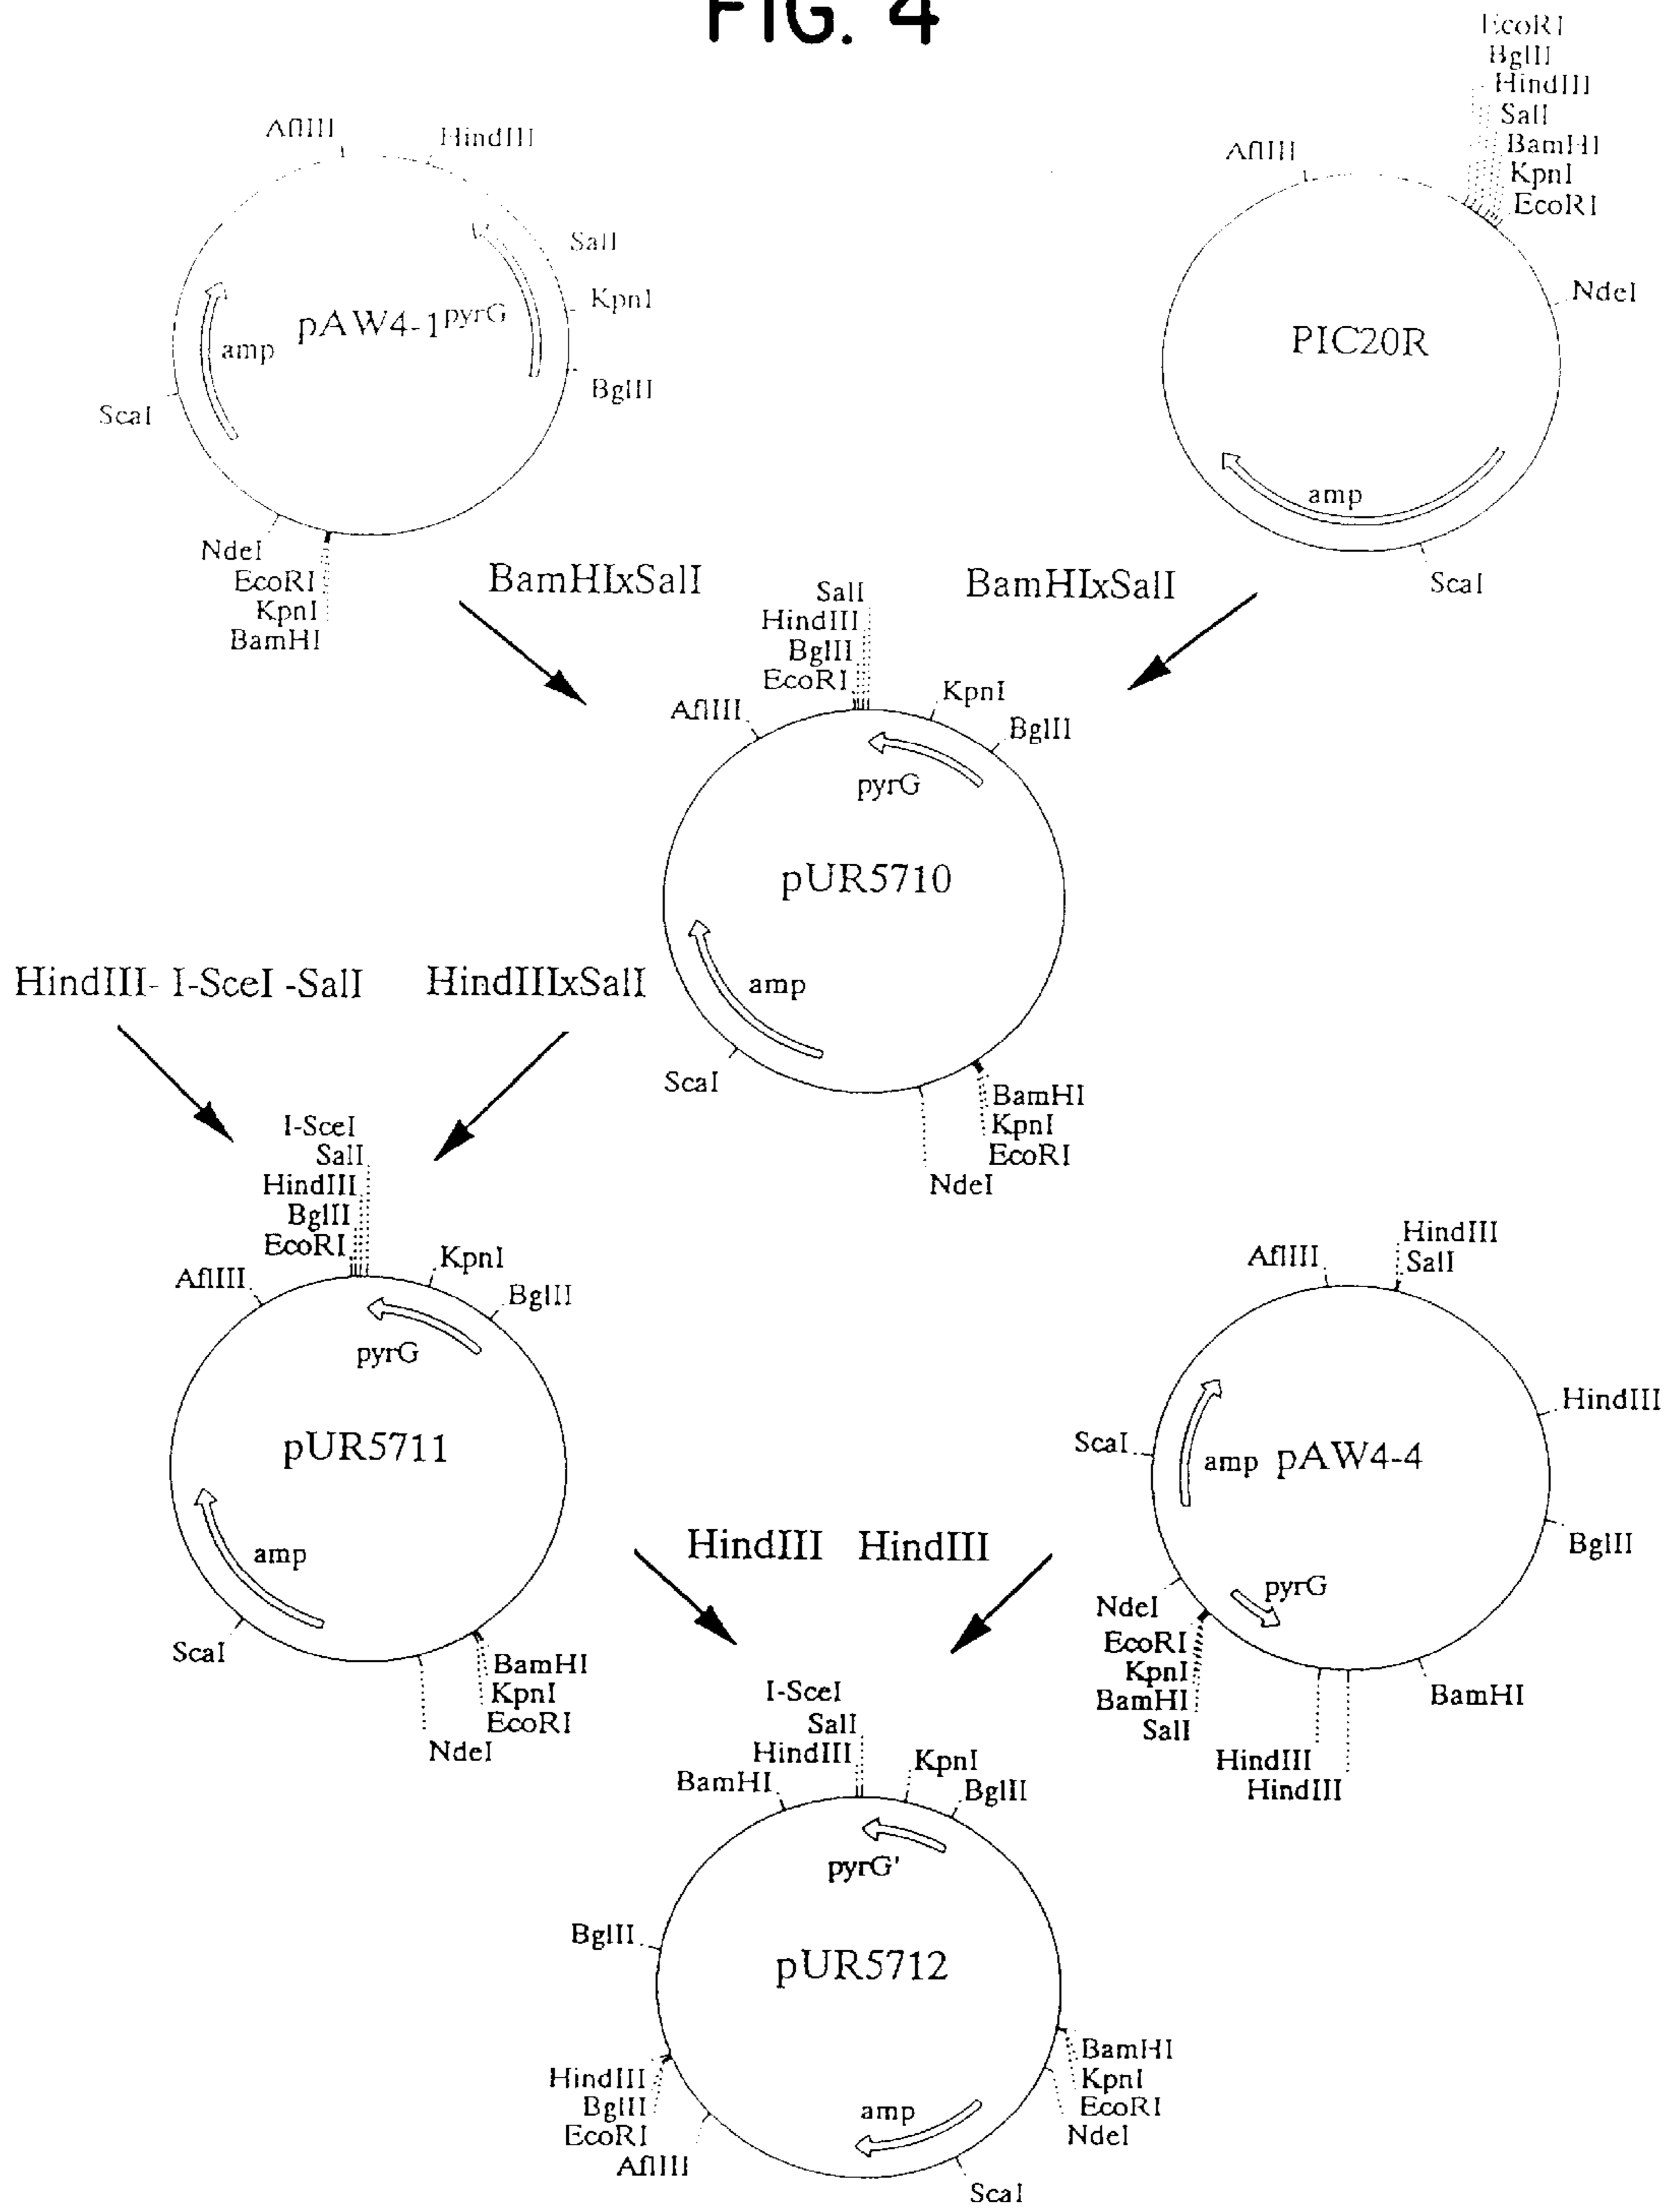 FIG. 4
AflIII
HindIII
SalI
KpnI
BglII
pAW4-1
pyrG
amp
ScaI
NdeI
EcoRI
KpnI
BamHI
EcoRI
BglII
HindIII
SalI
BamHI
KpnI
EcoRI
AflIII
NdeI
PIC20R
amp
ScaI
BamHIxSalI
BamHIxSalI
SalI
HindIII
BglII
EcoRI
AflIII
KpnI
BglII
pyrG
pUR5710
amp
ScaI
BamHI
KpnI
EcoRI
NdeI
HindIII- I-SceI -SalI
HindIIIxSalI
I-SceI
SalI
HindIII
BglII
EcoRI
AflIII
KpnI
BglII
pyrG
pUR5711
amp
ScaI
BamHI
KpnI
EcoRI
NdeI
HindIII
SalI
AflIII
HindIII
ScaI
amp
pAW4-4
BglII
pyrG
NdeI
EcoRI
KpnI
BamHI
SalI
BamHI
HindIII
HindIII
HindIII
HindIII
I-SceI
SalI
HindIII
BamHI
KpnI
BglII
pyrG'
BglII
pUR5712
HindIII
BglII
EcoRI
AflIII
amp
BamHI
KpnI
EcoRI
NdeI
ScaI